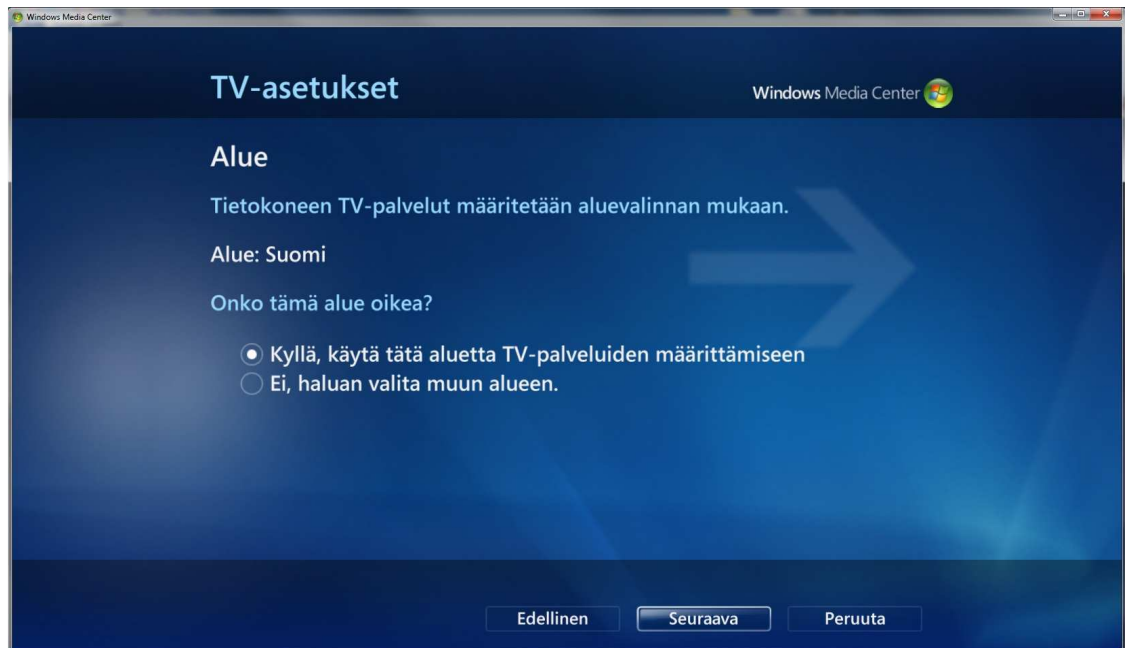 Windows Media Center
TV-asetukset
Windows Media Center
Alue
Tietokoneen TV-palvelut määritetään aluevalinnan mukaan.
Alue: Suomi
Onko tämä alue oikea?
Kyllä, käytä tätä aluetta TV-palveluiden määrittämiseen
Ei, haluan valita muun alueen.
Edellinen Seuraava Peruuta